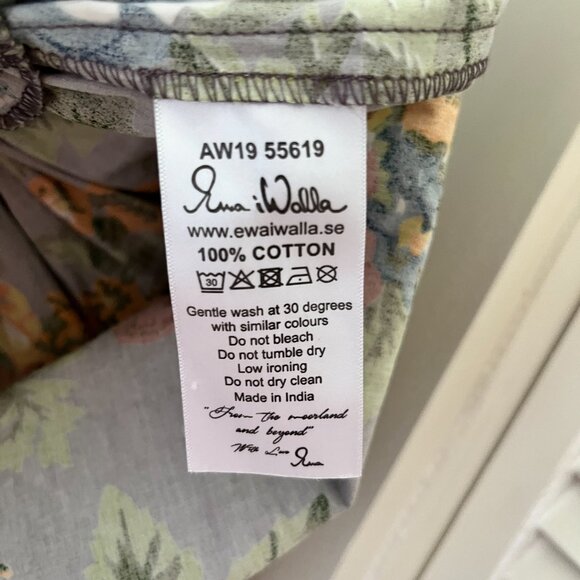 AW19 55619
Ewa i Walla
www.ewaiwalla.se
100% COTTON
30
Gentle wash at 30 degrees
with similar colours
Do not bleach
Do not tumble dry
Low ironing
Do not dry clean
Made in India
"From the moorland
and beyond"
With Love Ewa